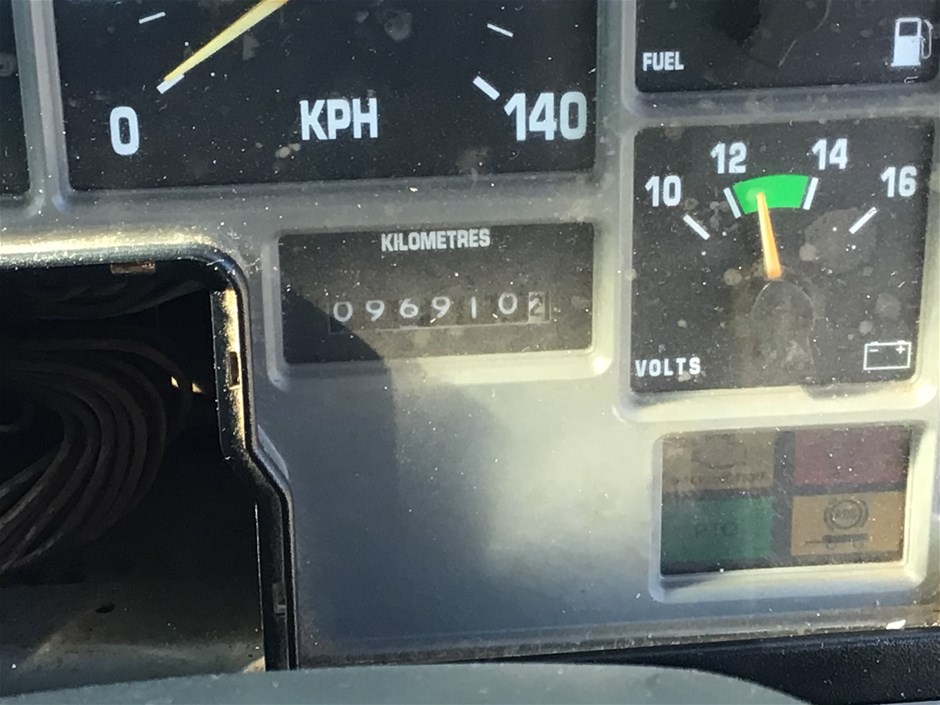 0 KPH 140
FUEL
10 12 14 16
VOLTS
- +
KILOMETRES
0969102
PTO